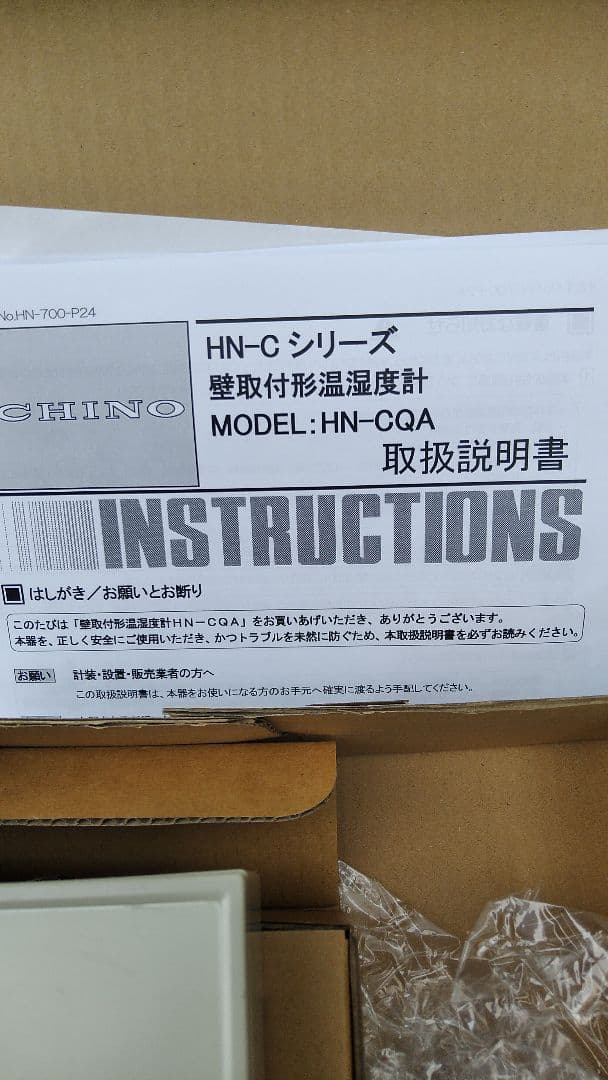 No.HN-700-P24
CHINO
HN-C シリーズ
壁取付形温湿度計
MODEL:HN-CQA
取扱説明書
INSTRUCTIONS
■ はしがき／お願いとお断り
このたびは「壁取付形温湿度計HN-CQA」をお買いあげいただき、ありがとうございます。
本器を、正しく安全にご使用いただき、かつトラブルを未然に防ぐため、本取扱説明書を必ずお読みください。
お願い 計装・設置・販売業者の方へ
この取扱説明書は、本器をお使いになる方のお手元へ確実に渡るよう手配してください。